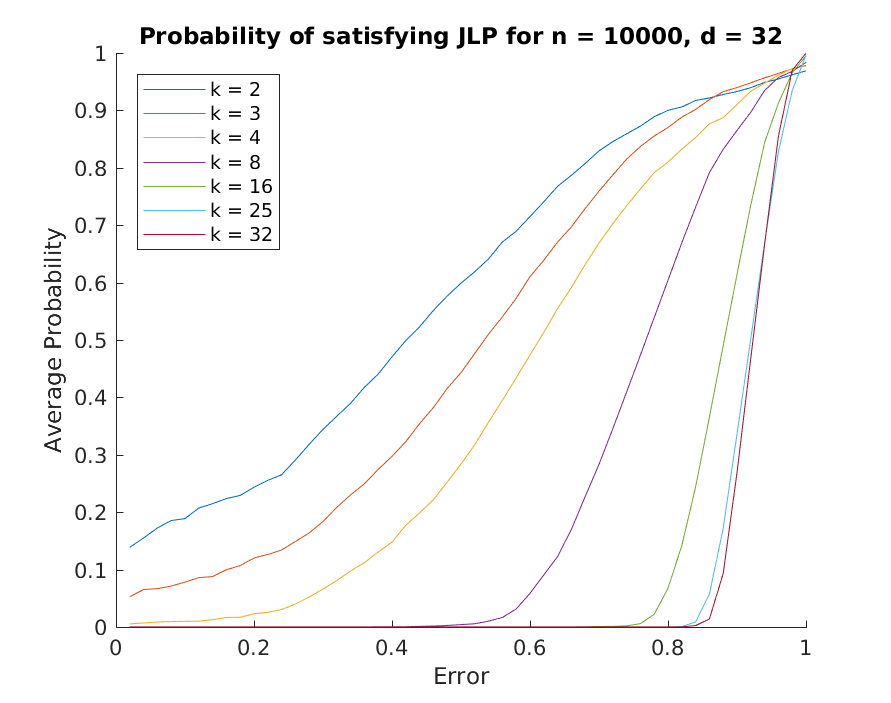 Probability of satisfying JLP for n = 10000, d = 32
k = 2
k = 3
k = 4
k = 8
k = 16
k = 25
k = 32
Average Probability
1
0.9
0.8
0.7
0.6
0.5
0.4
0.3
0.2
0.1
0
0
0.2
0.4
0.6
0.8
1
Error